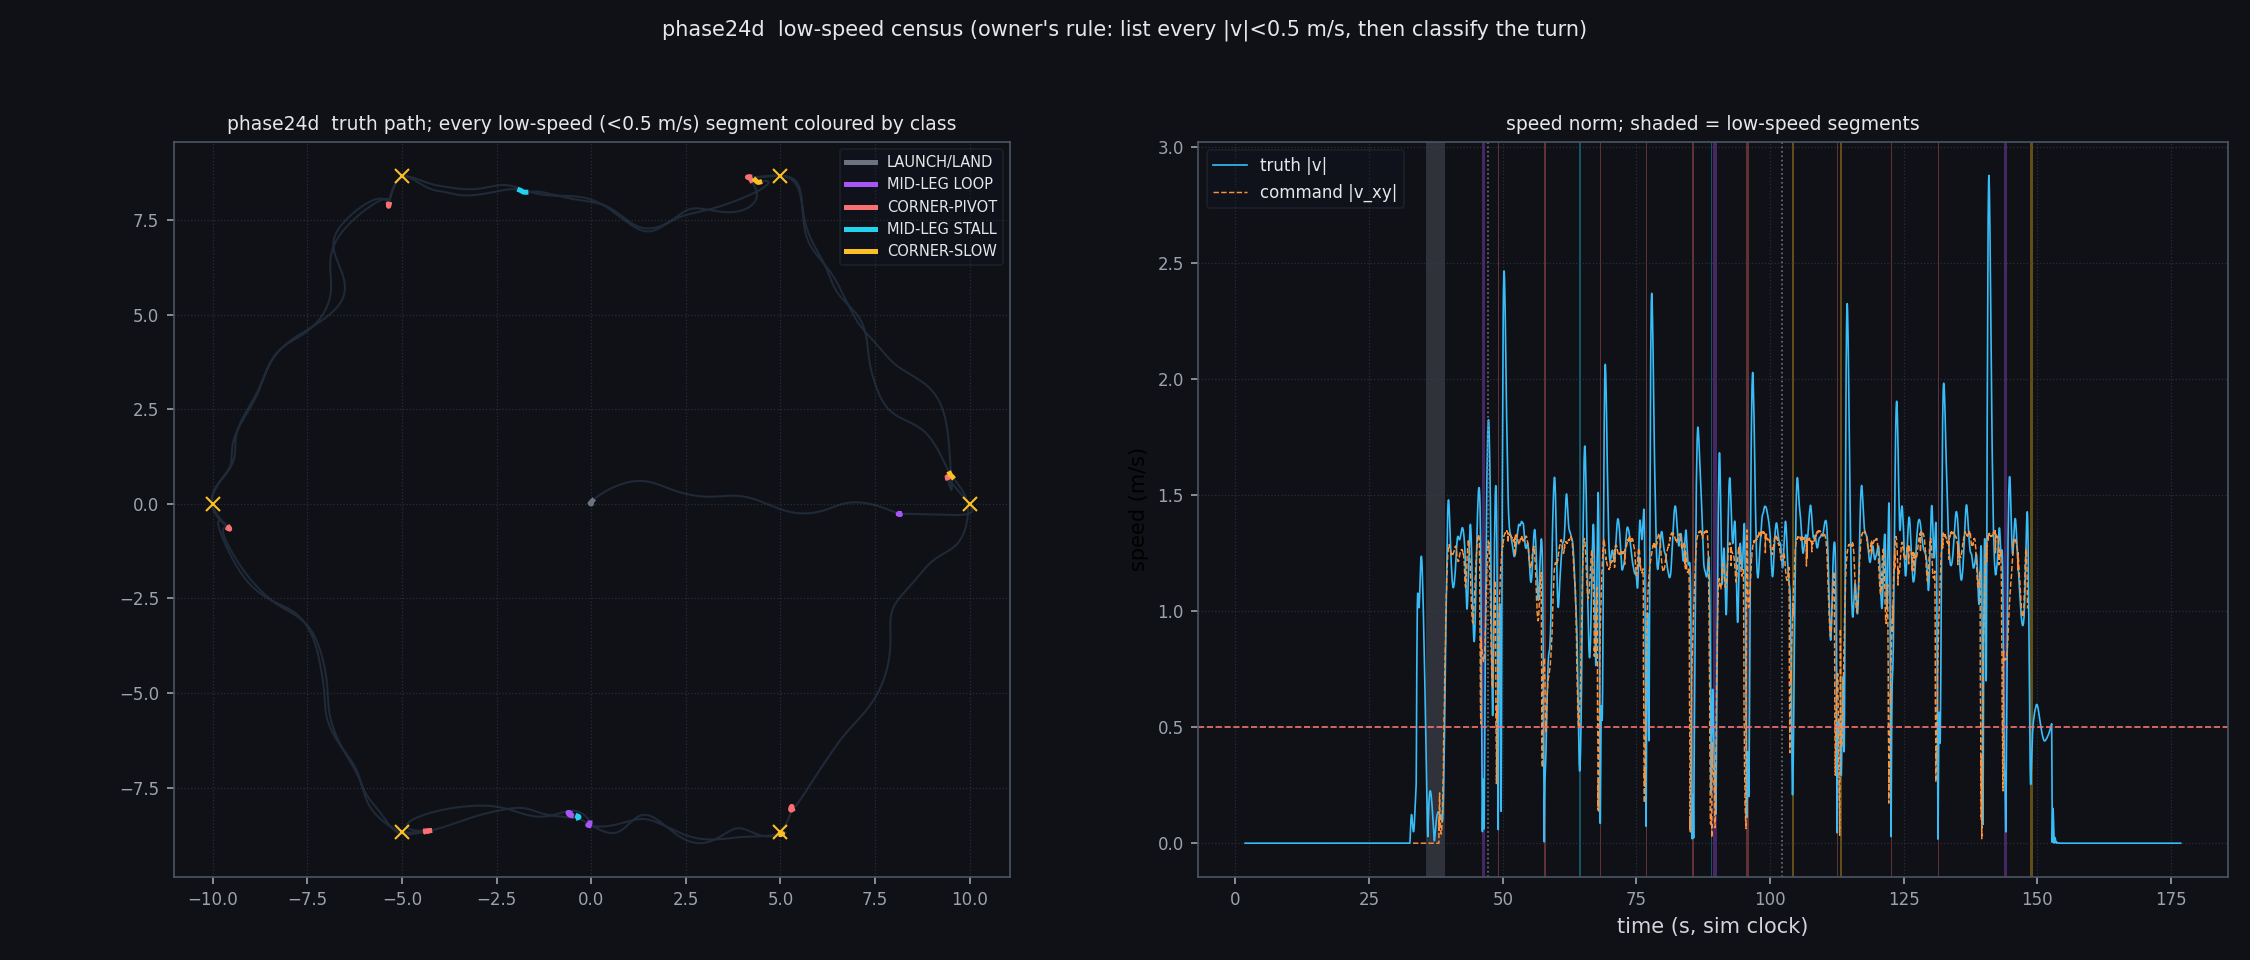 phase24d  low-speed census (owner's rule: list every |v|<0.5 m/s, then classify the turn)
phase24d  truth path; every low-speed (<0.5 m/s) segment coloured by class
LAUNCH/LAND
MID-LEG LOOP
CORNER-PIVOT
MID-LEG STALL
CORNER-SLOW
7.5
5.0
2.5
0.0
−2.5
−5.0
−7.5
−10.0
−7.5
−5.0
−2.5
0.0
2.5
5.0
7.5
10.0
speed norm; shaded = low-speed segments
truth |v|
command |v_xy|
speed (m/s)
3.0
2.5
2.0
1.5
1.0
0.5
0.0
0
25
50
75
100
125
150
175
time (s, sim clock)